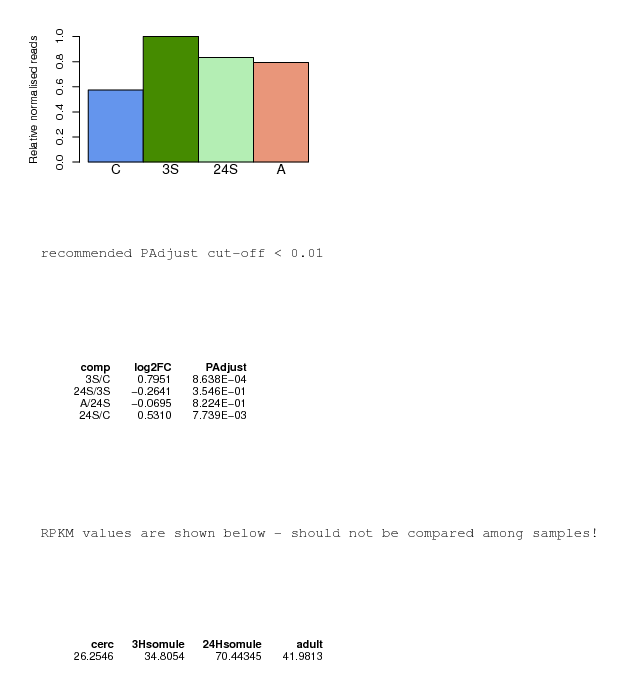 Relative normalised reads
1.0
0.8
0.6
0.4
0.2
0.0
C 3S 24S A
recommended PAdjust cut-off < 0.01
comp log2FC PAdjust
3S/C 0.7951 8.638E−04
24S/3S −0.2641 3.546E−01
A/24S −0.0695 8.224E−01
24S/C 0.5310 7.739E−03
RPKM values are shown below - should not be compared among samples!
cerc 3Hsomule 24Hsomule adult
26.2546 34.8054 70.44345 41.9813